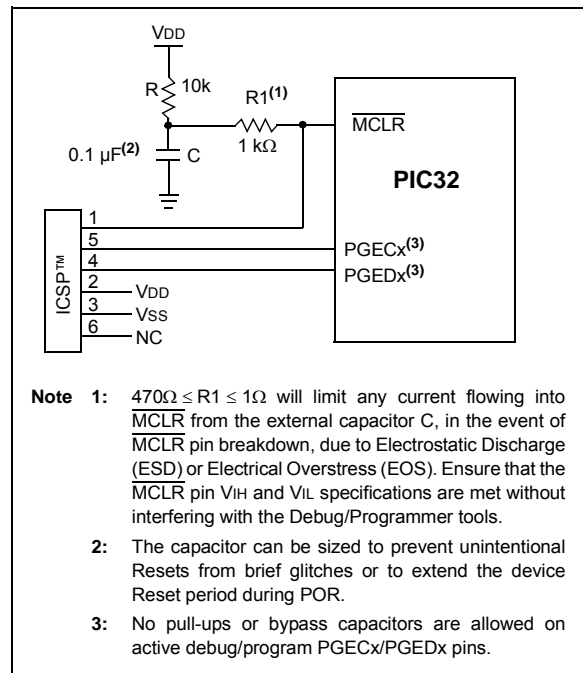 VDD
R 10k
R1(1)
1 kΩ
0.1 µF(2) C
MCLR
PIC32
PGECx(3)
PGEDx(3)
ICSP™
1
5
4
2 VDD
3 VSS
6 NC
Note 1: 470Ω ≤ R1 ≤ 1Ω will limit any current flowing into
MCLR from the external capacitor C, in the event of
MCLR pin breakdown, due to Electrostatic Discharge
(ESD) or Electrical Overstress (EOS). Ensure that the
MCLR pin VIH and VIL specifications are met without
interfering with the Debug/Programmer tools.
2: The capacitor can be sized to prevent unintentional
Resets from brief glitches or to extend the device
Reset period during POR.
3: No pull-ups or bypass capacitors are allowed on
active debug/program PGECx/PGEDx pins.